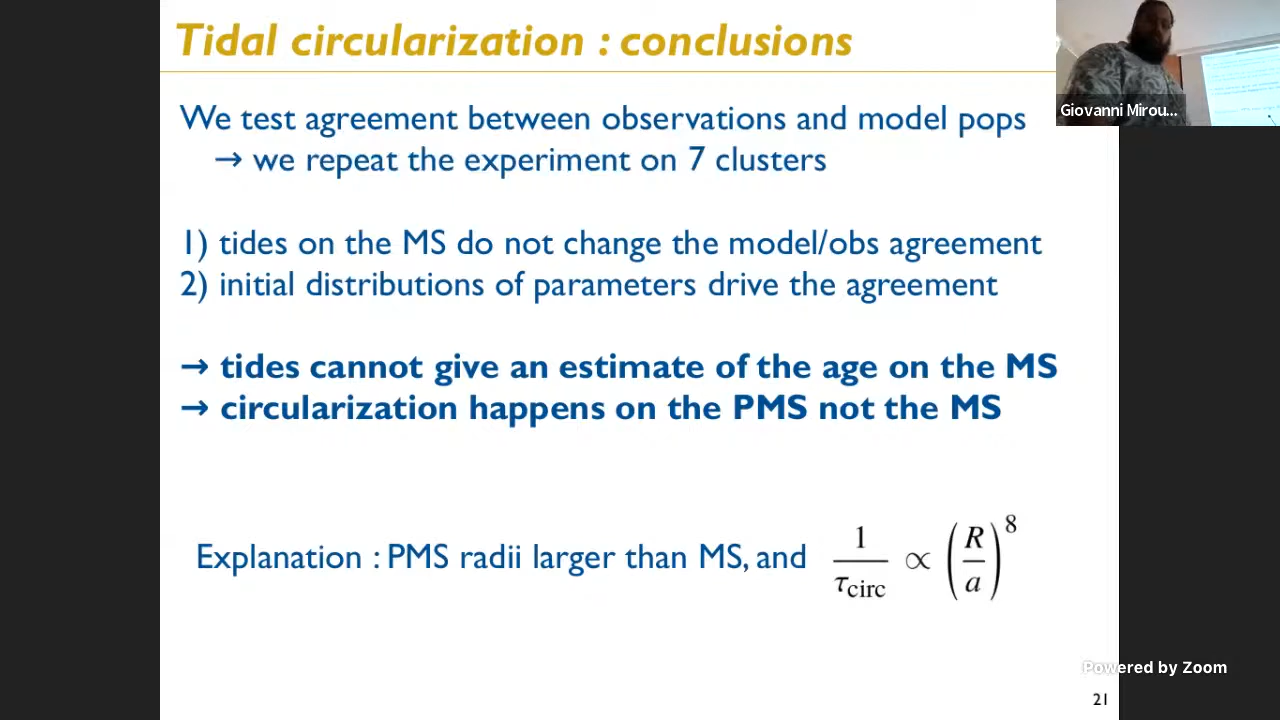 Tidal circularization : conclusions
Giovanni Mirou...
We test agreement between observations and model pops
→ we repeat the experiment on 7 clusters
1) tides on the MS do not change the model/obs agreement
2) initial distributions of parameters drive the agreement
→ tides cannot give an estimate of the age on the MS
→ circularization happens on the PMS not the MS
Explanation : PMS radii larger than MS, and 1/τcirc ∝ (R/a)^8
Powered by Zoom
21